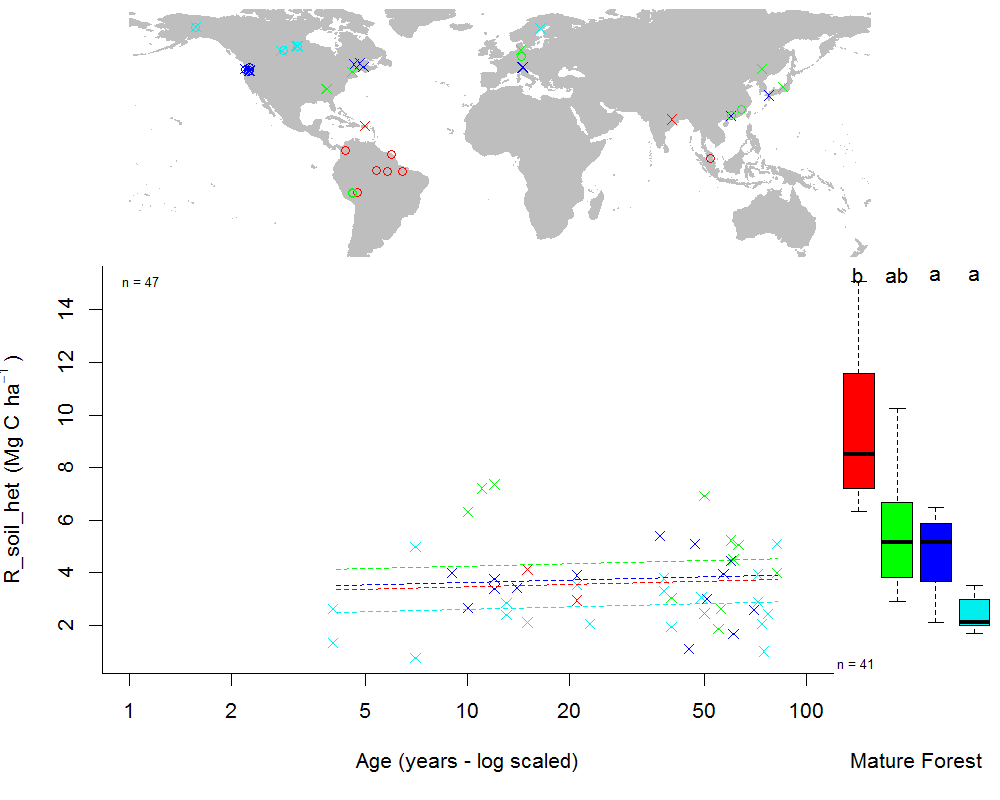 n = 47
b ab a a
14
12
10
8
6
4
2
R_soil_het (Mg C ha⁻¹)
n = 41
1 2 5 10 20 50 100
Age (years - log scaled)
Mature Forest